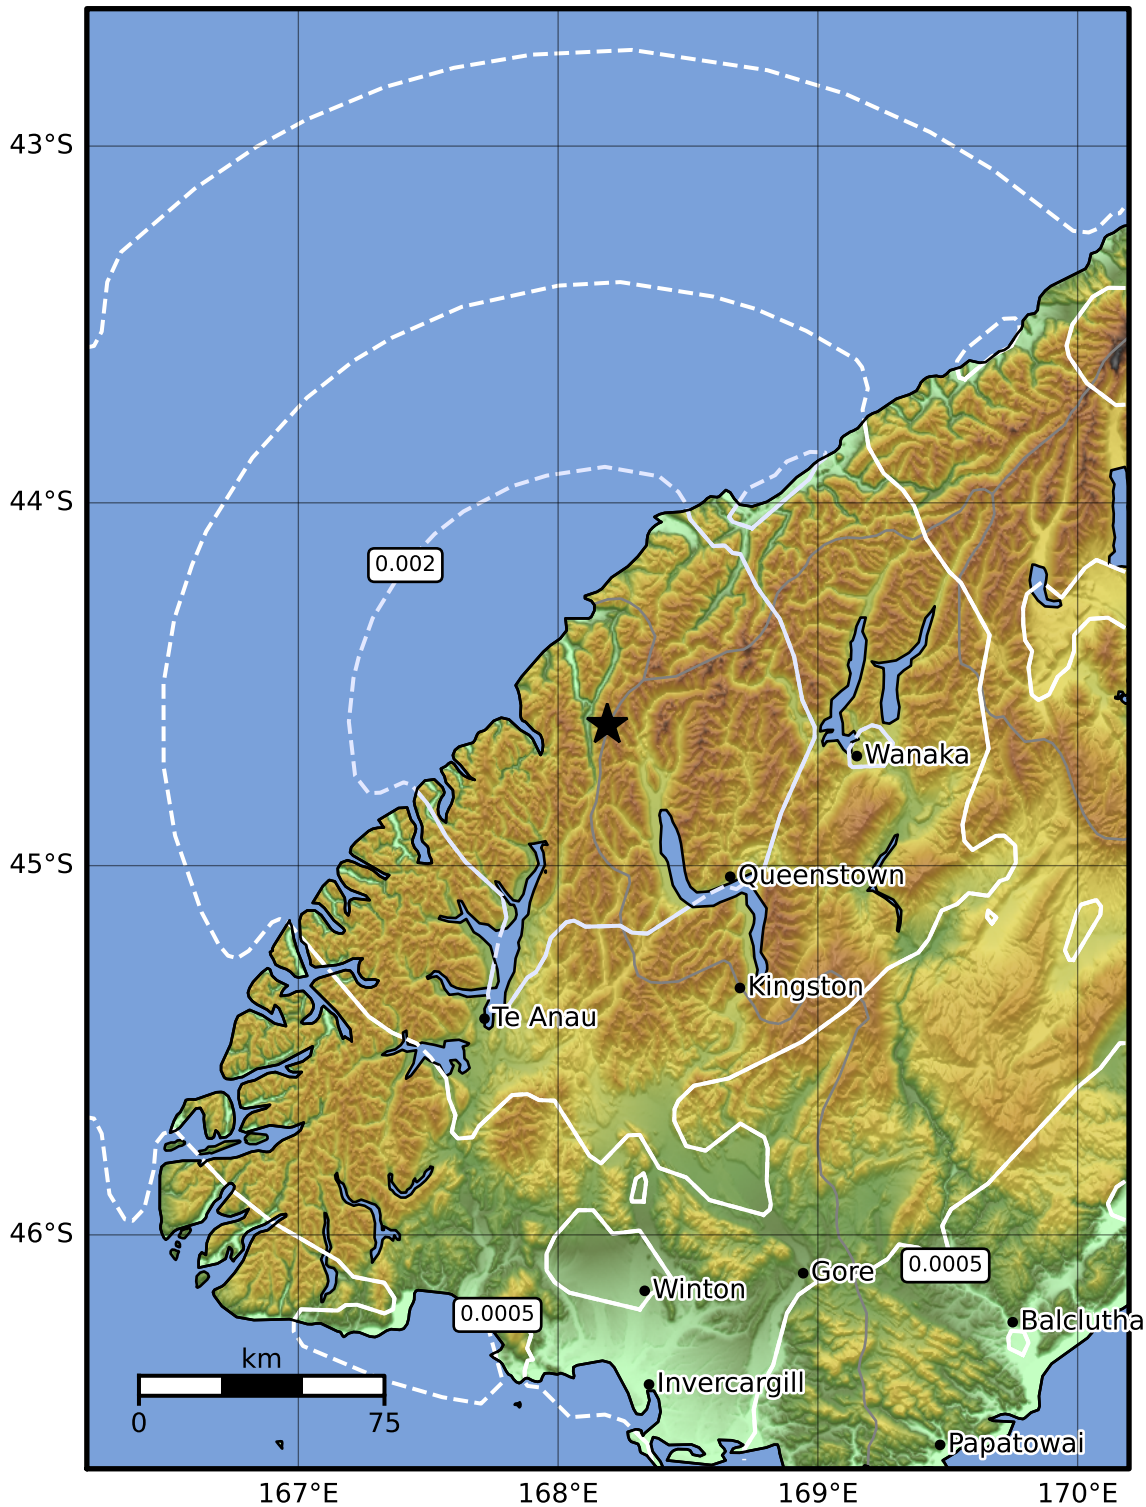 43°S
44°S
0.002
Wanaka
45°S
Queenstown
Kingston
Te Anau
46°S
0.0005
Gore
Winton
0.0005
Balclutha
km
Invercargill
0 75
Papatowai
167°E 168°E 169°E 170°E